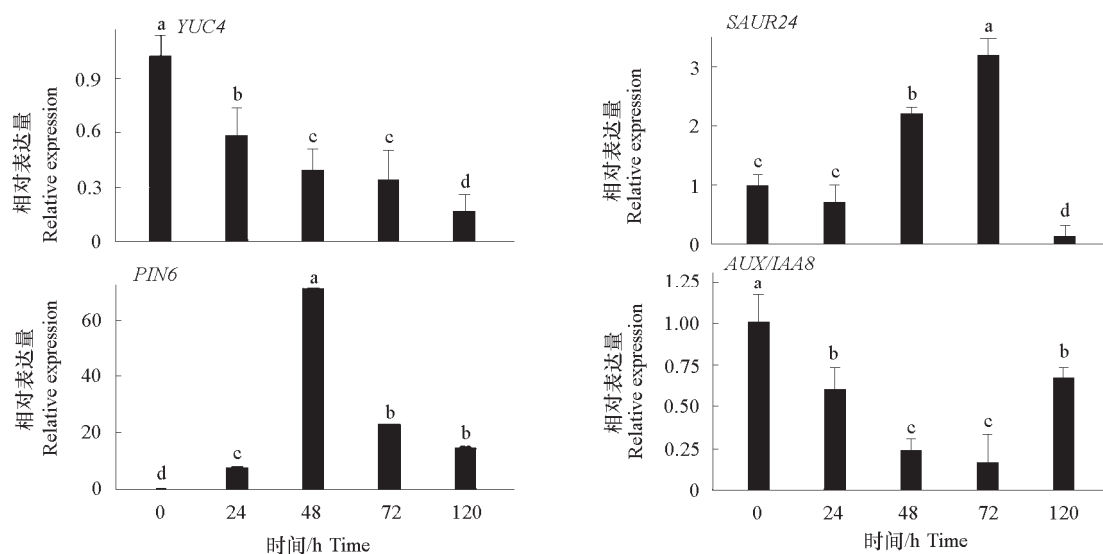 YUC4
a
b
c
c
d
0.9
0.6
0.3
0
相对表达量
Relative expression
SAUR24
c
c
b
a
d
3
2
1
0
相对表达量
Relative expression
PIN6
d
c
a
b
b
60
40
20
0
相对表达量
Relative expression
0 24 48 72 120
时间/h Time
AUX/IAA8
a
b
c
c
b
1.25
1.00
0.75
0.50
0.25
0
相对表达量
Relative expression
0 24 48 72 120
时间/h Time